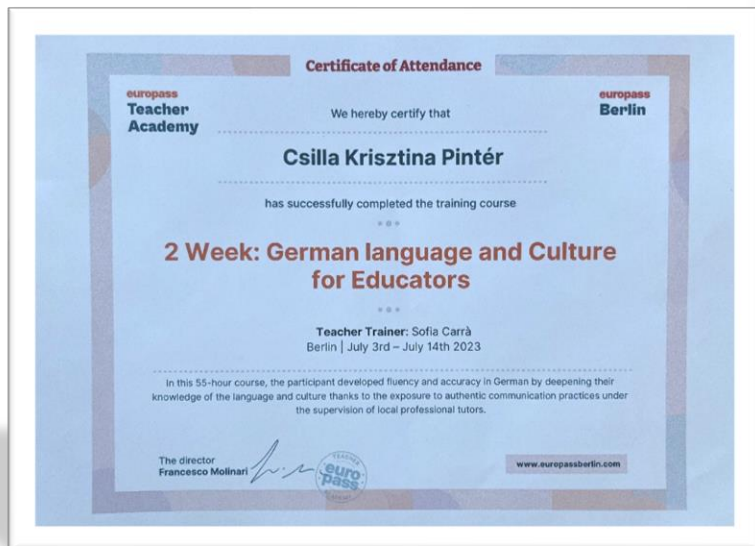 Certificate of Attendance
europass
Teacher
Academy
europass
Berlin
We hereby certify that
Csilla Krisztina Pintér
has successfully completed the training course
2 Week: German language and Culture
for Educators
Teacher Trainer: Sofia Carrà
Berlin | July 3rd – July 14th 2023
In this 55-hour course, the participant developed fluency and accuracy in German by deepening their
knowledge of the language and culture thanks to the exposure to authentic communication practices under
the supervision of local professional tutors.
The director
Francesco Molinari
TEACHER
euro
pass
www.europassberlin.com